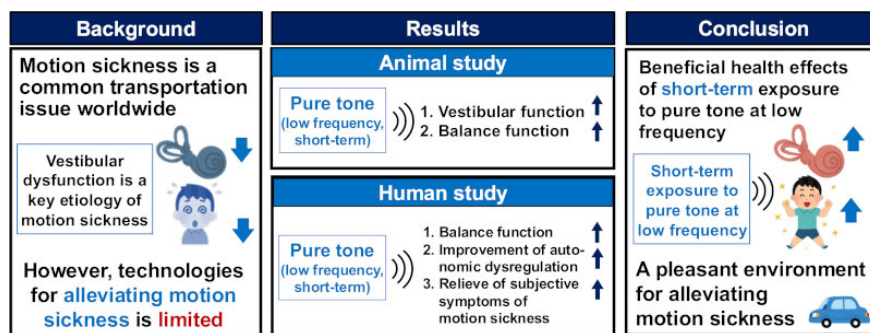 Background
Motion sickness is a
common transportation
issue worldwide
Vestibular
dysfunction is a
key etiology of
motion sickness
However, technologies
for alleviating motion
sickness is limited
Results
Animal study
Pure tone
(low frequency,
short-term)
1. Vestibular function
2. Balance function
Human study
Pure tone
(low frequency,
short-term)
1. Balance function
2. Improvement of auto-
nomic dysregulation
3. Relieve of subjective
symptoms of
motion sickness
Conclusion
Beneficial health effects
of short-term exposure
to pure tone at low
frequency
Short-term
exposure to
pure tone at
low frequency
A pleasant environment
for alleviating
motion sickness